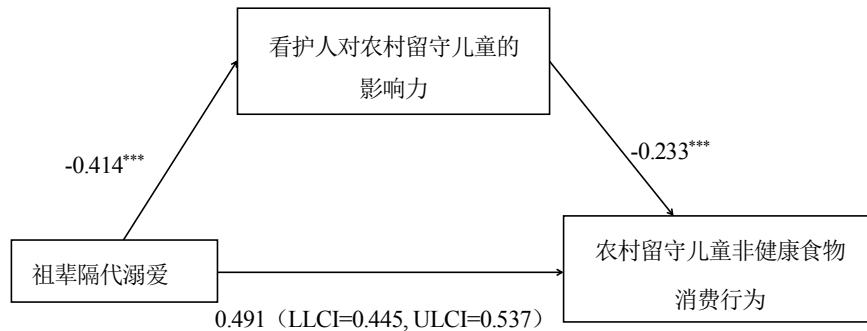 看护人对农村留守儿童的
影响力
-0.414***
-0.233***
祖辈隔代溺爱
农村留守儿童非健康食物
消费行为
0.491（LLCI=0.445, ULCI=0.537）